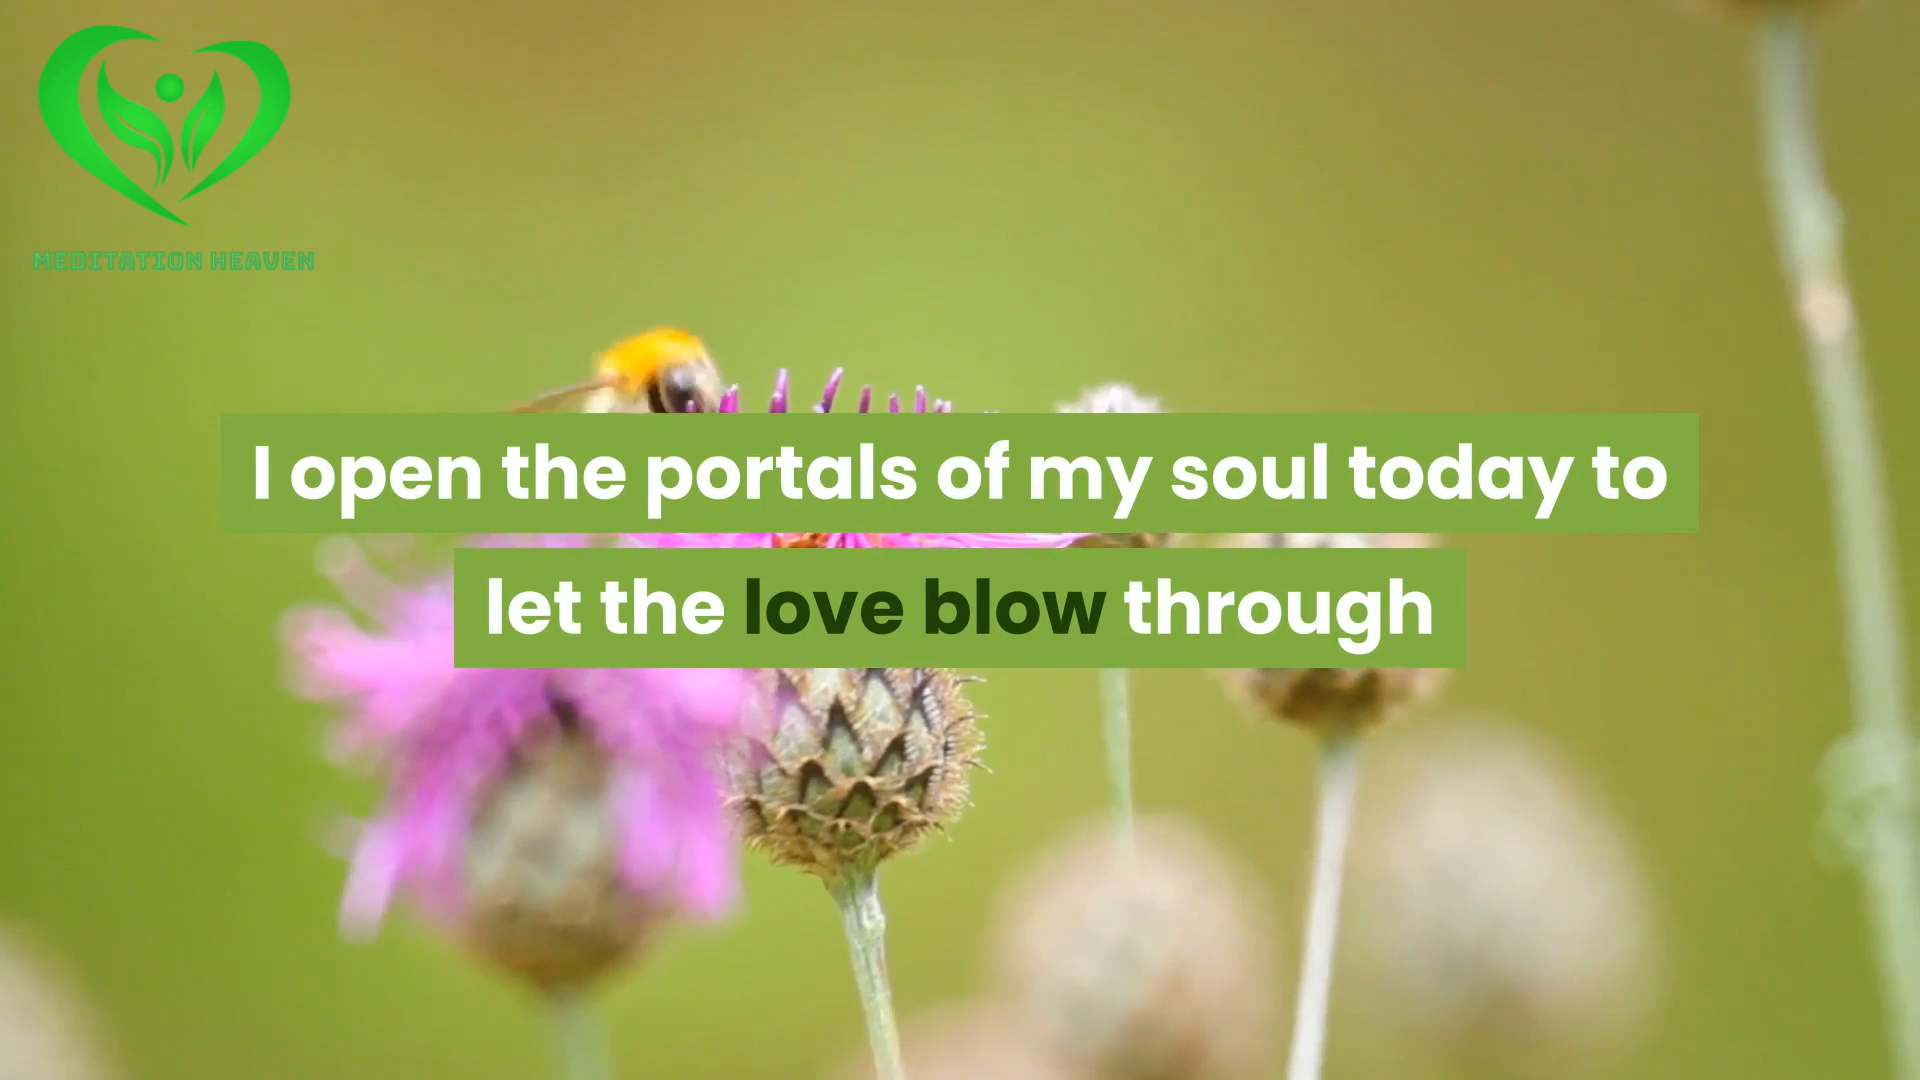 MEDITATION HEAVEN
I open the portals of my soul today to
let the love blow through